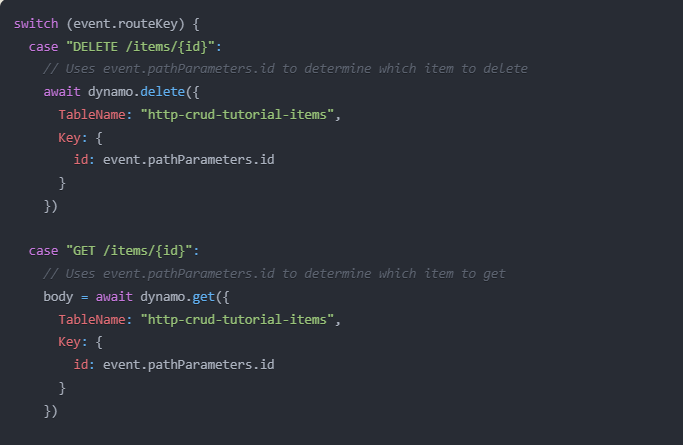 switch (event.routeKey) {
  case "DELETE /items/{id}":
    // Uses event.pathParameters.id to determine which item to delete
    await dynamo.delete({
      TableName: "http-crud-tutorial-items",
      Key: {
        id: event.pathParameters.id
      }
    })

  case "GET /items/{id}":
    // Uses event.pathParameters.id to determine which item to get
    body = await dynamo.get({
      TableName: "http-crud-tutorial-items",
      Key: {
        id: event.pathParameters.id
      }
    })